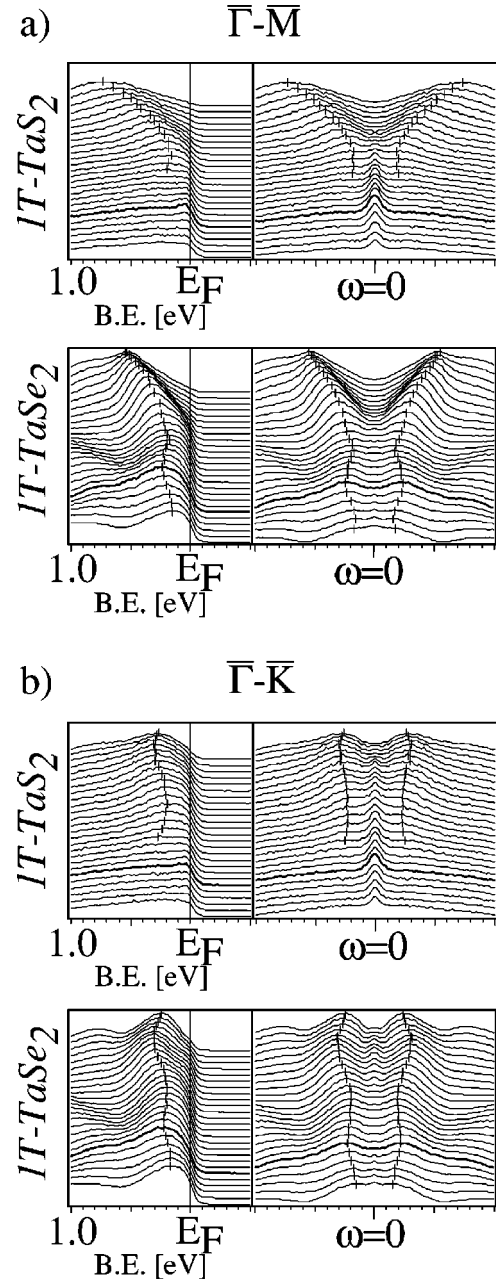 a) Γ̅-M̅
1T-TaS2
1.0 EF ω=0
B.E. [eV]
1T-TaSe2
1.0 EF ω=0
B.E. [eV]
b) Γ̅-K̅
1T-TaS2
1.0 EF ω=0
B.E. [eV]
1T-TaSe2
1.0 EF ω=0
B.E. [eV]